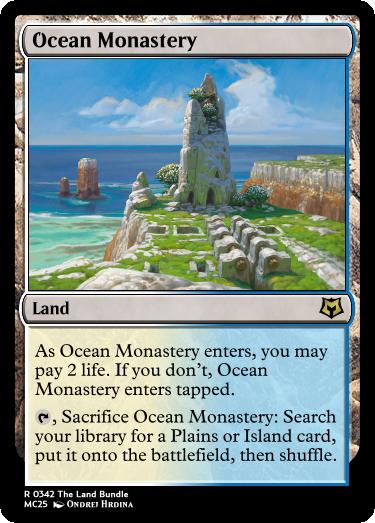 Ocean Monastery
Land
As Ocean Monastery enters, you may
pay 2 life. If you don't, Ocean
Monastery enters tapped.
, Sacrifice Ocean Monastery: Search
your library for a Plains or Island card,
put it onto the battlefield, then shuffle.
R 0342 The Land Bundle
MC25 Ondrej Hrdina